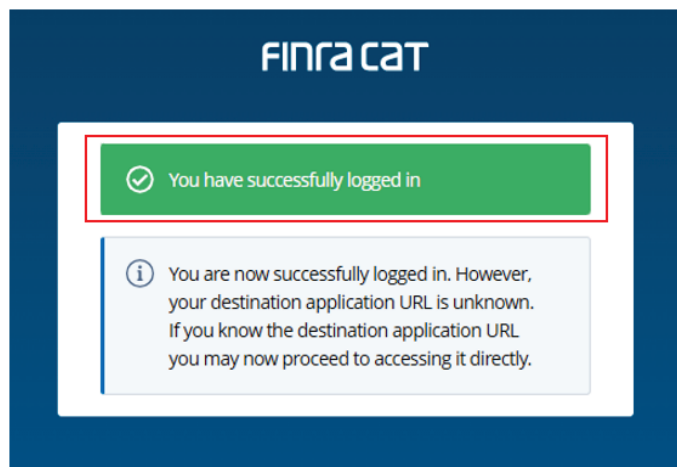 FINRA CAT
You have successfully logged in
You are now successfully logged in. However,
your destination application URL is unknown.
If you know the destination application URL
you may now proceed to accessing it directly.